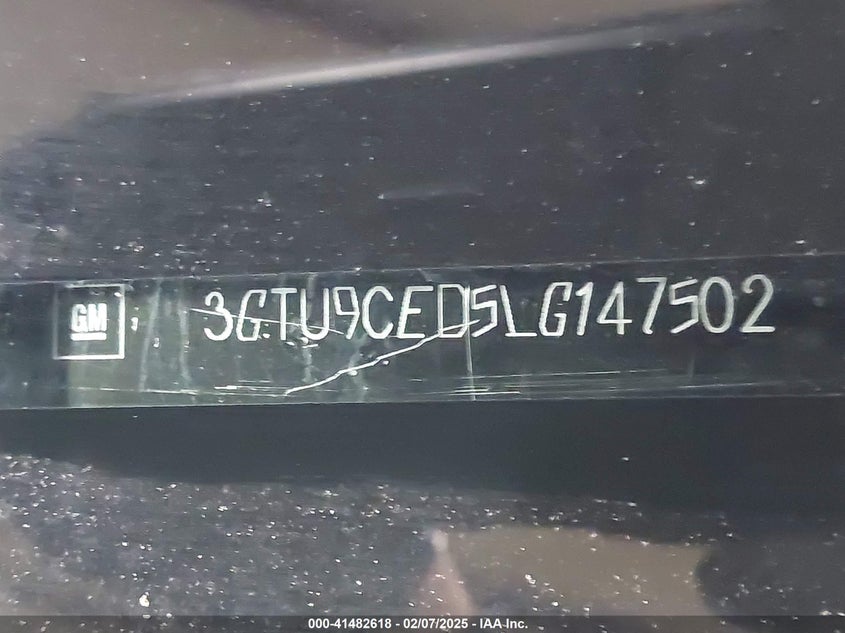 GM 3GTU9CED5LG147502
000-41482618 - 02/07/2025 - IAA Inc.